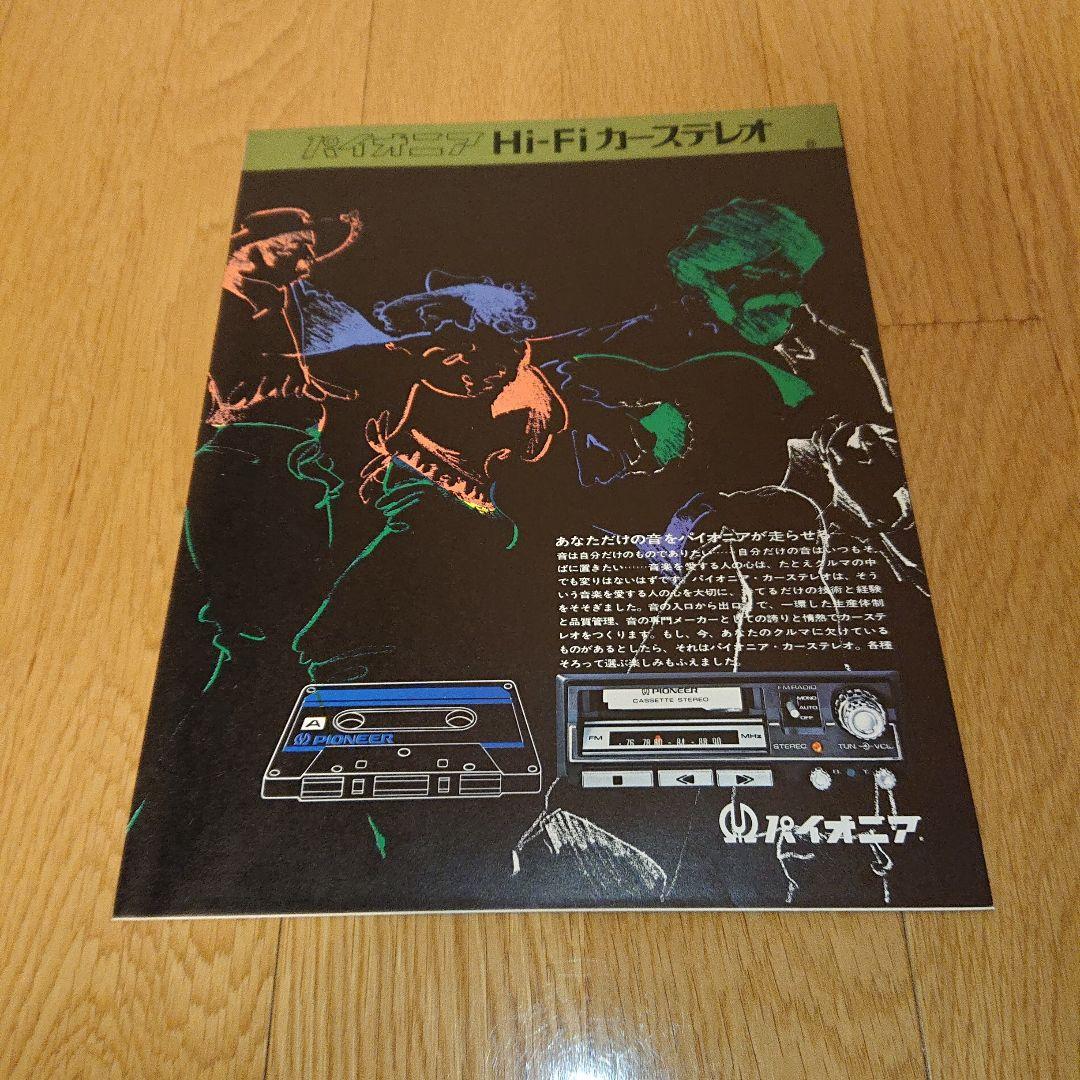 パイオニア Hi-Fi カーステレオ
あなただけの音をパイオニアが走らせる
音は自分だけのものでありたい……自分だけの音はいつもそ
ばに置きたい……音楽を愛する人の心は、たとえクルマの中
でも変りはないはずです。パイオニア・カーステレオは、そう
いう音楽を愛する人の心を大切に、てるだけの技術と経験
をそそぎました。音の入口から出口で、一環した生産体制
と品質管理、音の専門メーカーとしての誇りと情熱でカーステ
レオをつくります。もし、今、あなたのクルマに欠けている
ものがあるとしたら、それはパイオニア・カーステレオ。各種
そろって選ぶ楽しみもふえました
A
PIONEER
PIONEER
CASSETTE STEREO
FM RADIO
MONO
AUTO
OFF
FM 76 78 80 84 88 90 MHz
STEREO
TUN VOL
B T
パイオニア